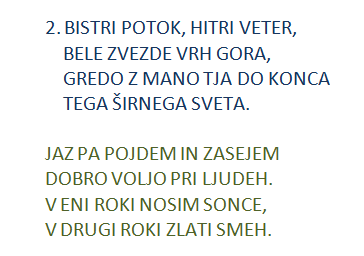 2. BISTRI POTOK, HITRI VETER,
BELE ZVEZDE VRH GORA,
GREDO Z MANO TJA DO KONCA
TEGA ŠIRNEGA SVETA.

JAZ PA POJDEM IN ZASEJEM
DOBRO VOLJO PRI LJUDEH.
V ENI ROKI NOSIM SONCE,
V DRUGI ROKI ZLATI SMEH.